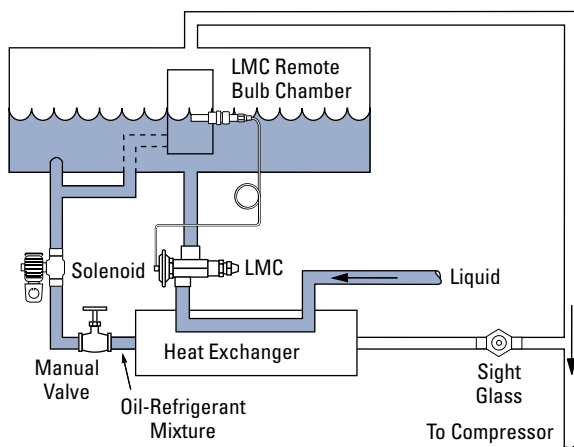 LMC Remote
Bulb Chamber
Solenoid
LMC
Liquid
Heat Exchanger
Manual
Valve
Oil-Refrigerant
Mixture
Sight
Glass
To Compressor